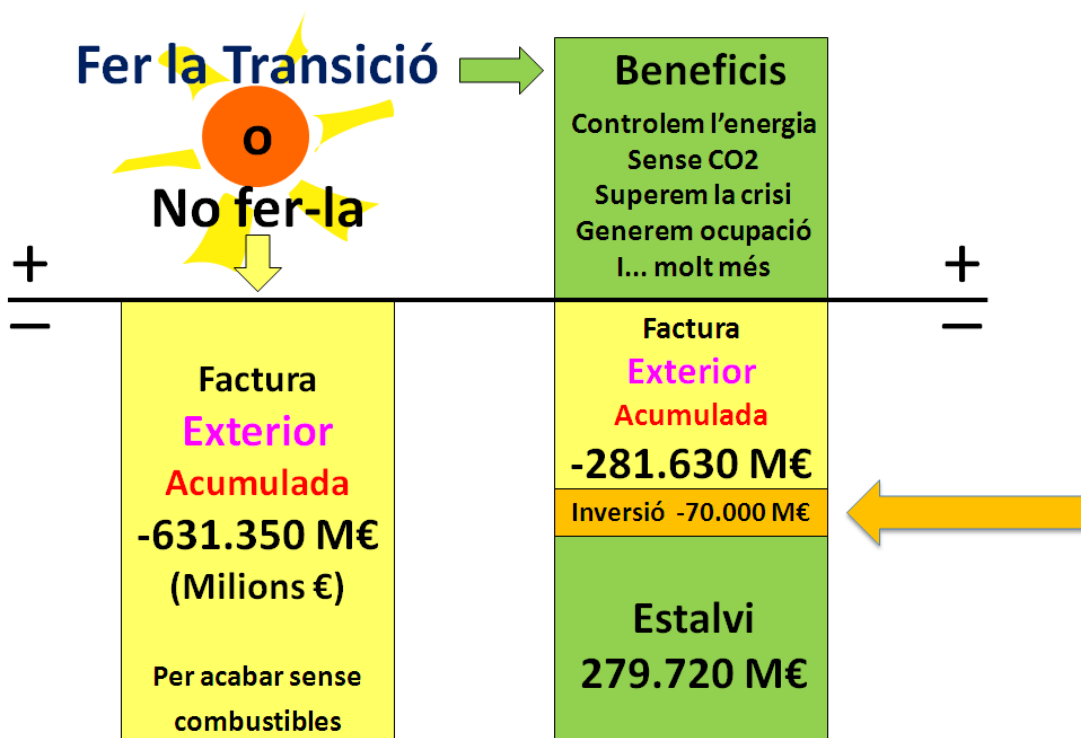 Fer la Transició
o
No fer-la
+
—
Factura
Exterior
Acumulada
-631.350 M€
(Milions €)
Per acabar sense
combustibles
Beneficis
Controlem l'energia
Sense CO2
Superem la crisi
Generem ocupació
I... molt més
+
—
Factura
Exterior
Acumulada
-281.630 M€
Inversió -70.000 M€
Estalvi
279.720 M€